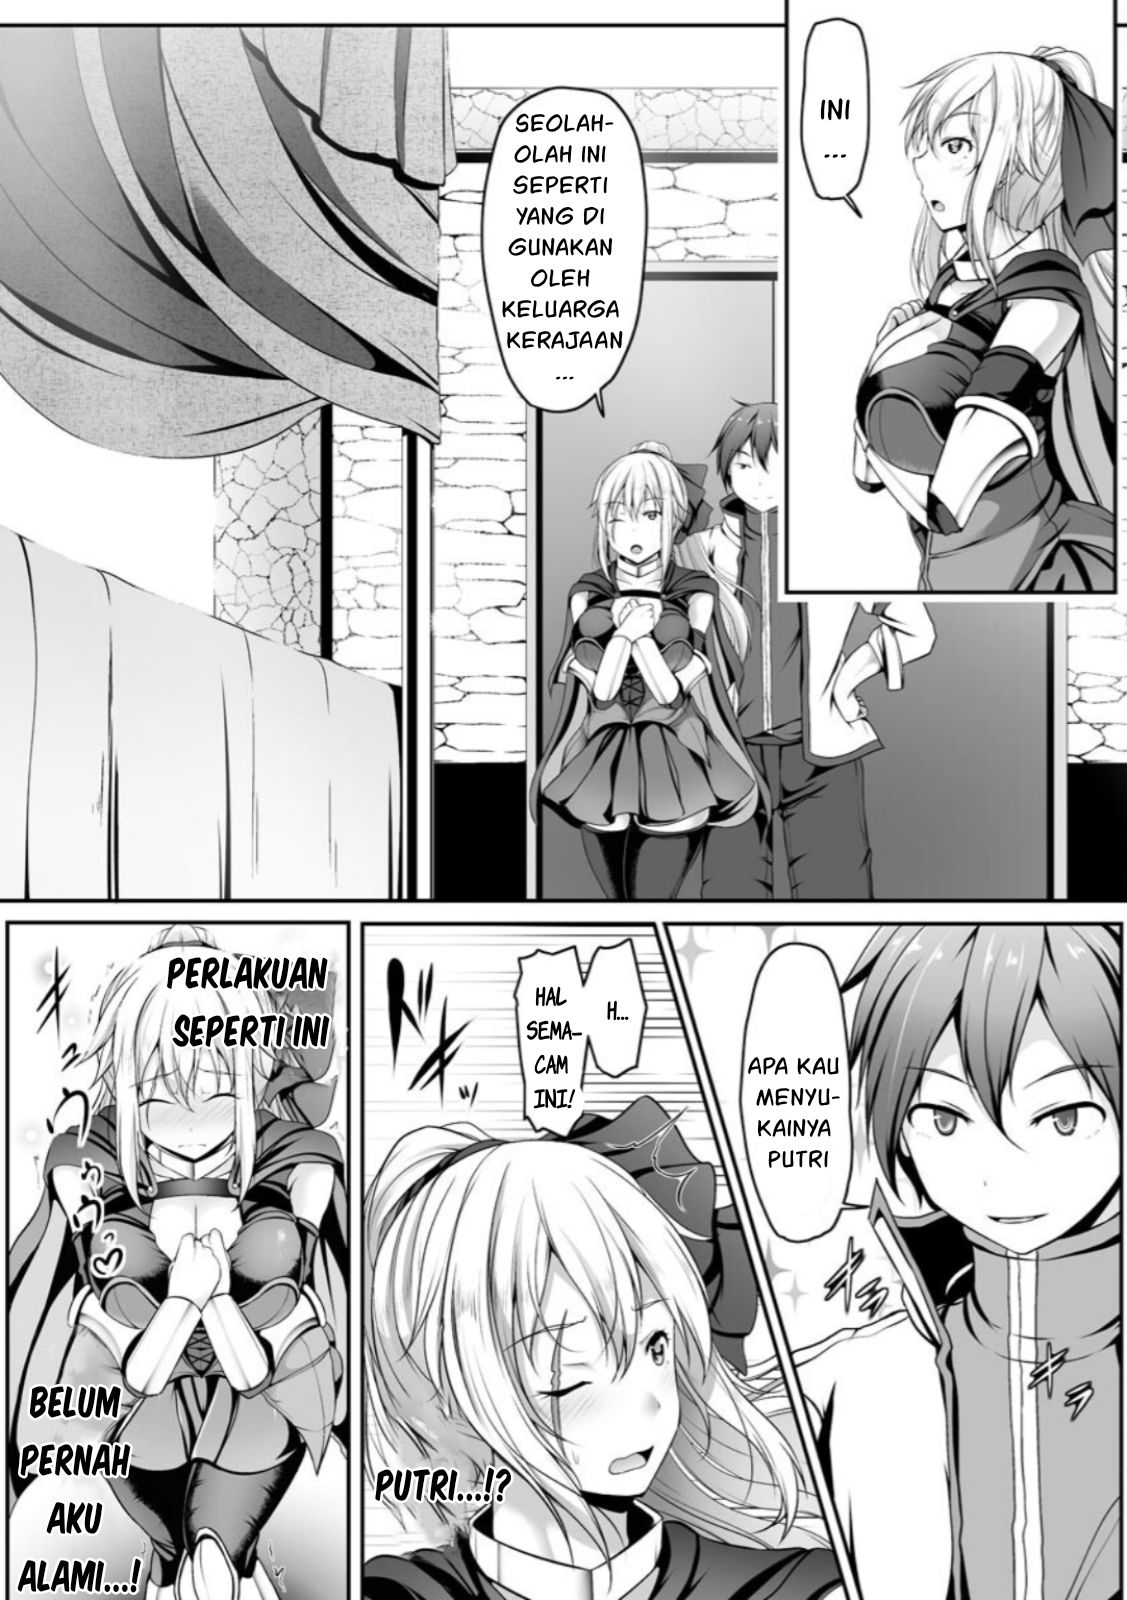 INI
...
SEOLAH-
OLAH INI
SEPERTI
YANG DI
GUNAKAN
OLEH
KELUARGA
KERAJAAN
...
APA KAU
MENYU-
KAINYA
PUTRI
H...
HAL
SEMA-
CAM
INI!
PUTRI...!?
PERLAKUAN
SEPERTI INI
BELUM
PERNAH
AKU
ALAMI...!